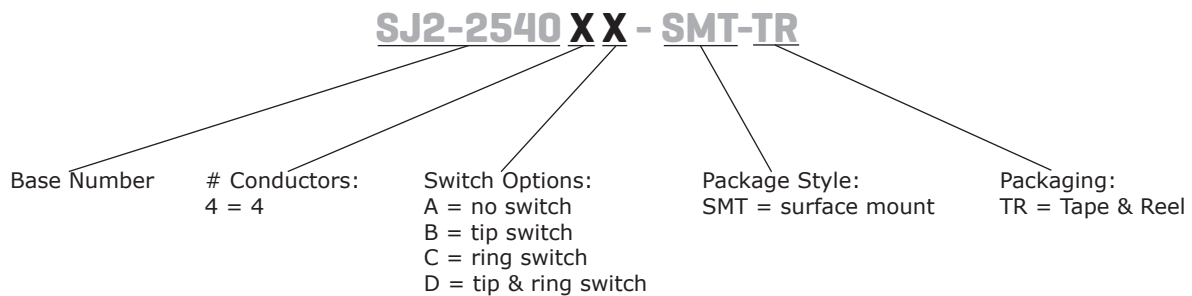 SJ2-2540 X X - SMT-TR
Base Number
# Conductors:
4 = 4
Switch Options:
A = no switch
B = tip switch
C = ring switch
D = tip & ring switch
Package Style:
SMT = surface mount
Packaging:
TR = Tape & Reel